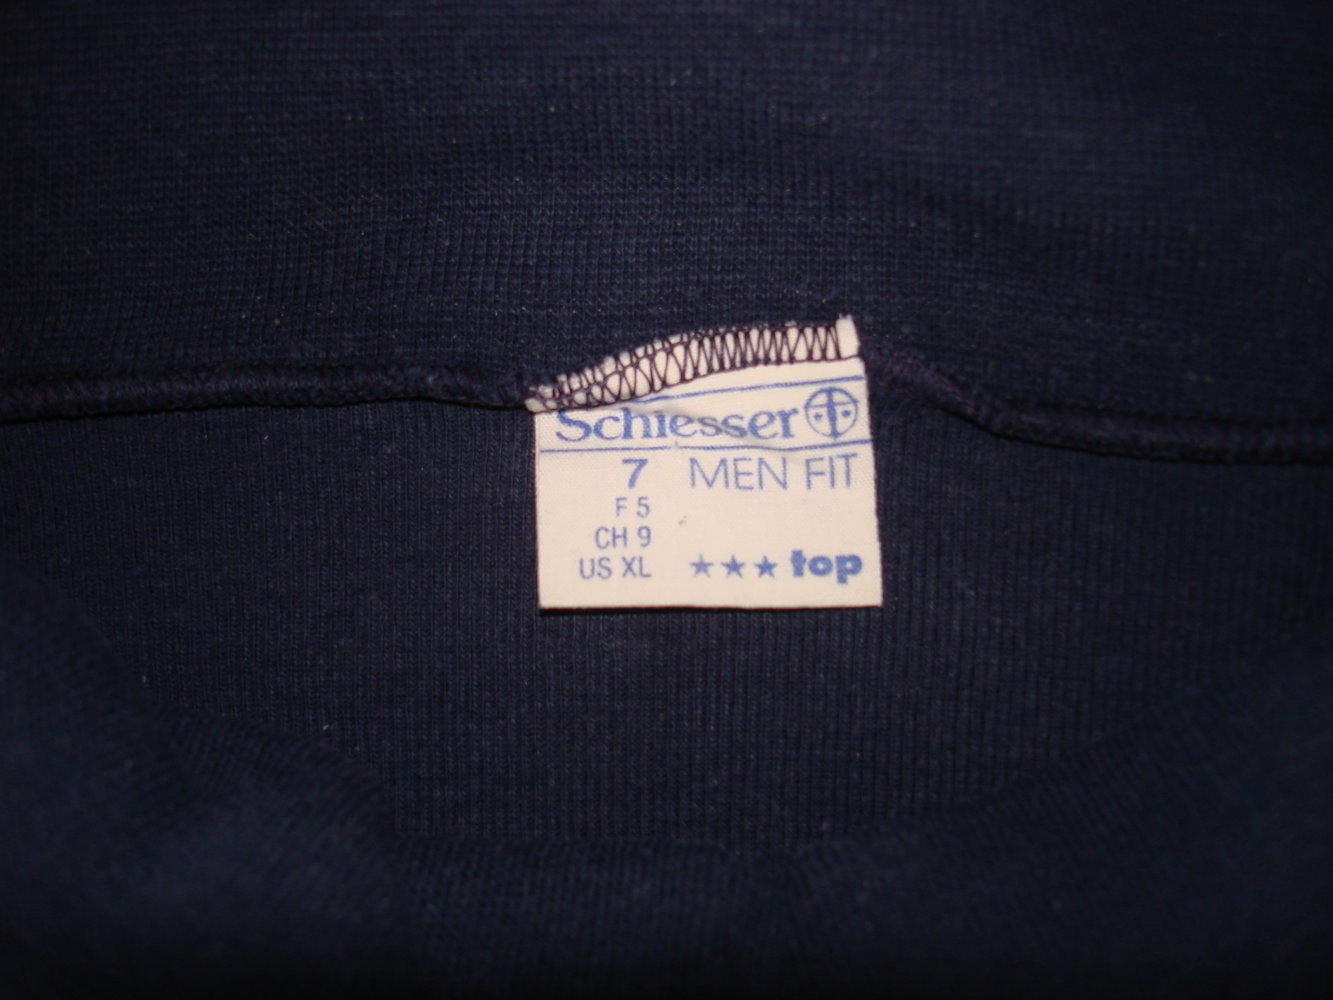 Schiesser
7 MEN FIT
F 5
CH 9
US XL ★★★ top